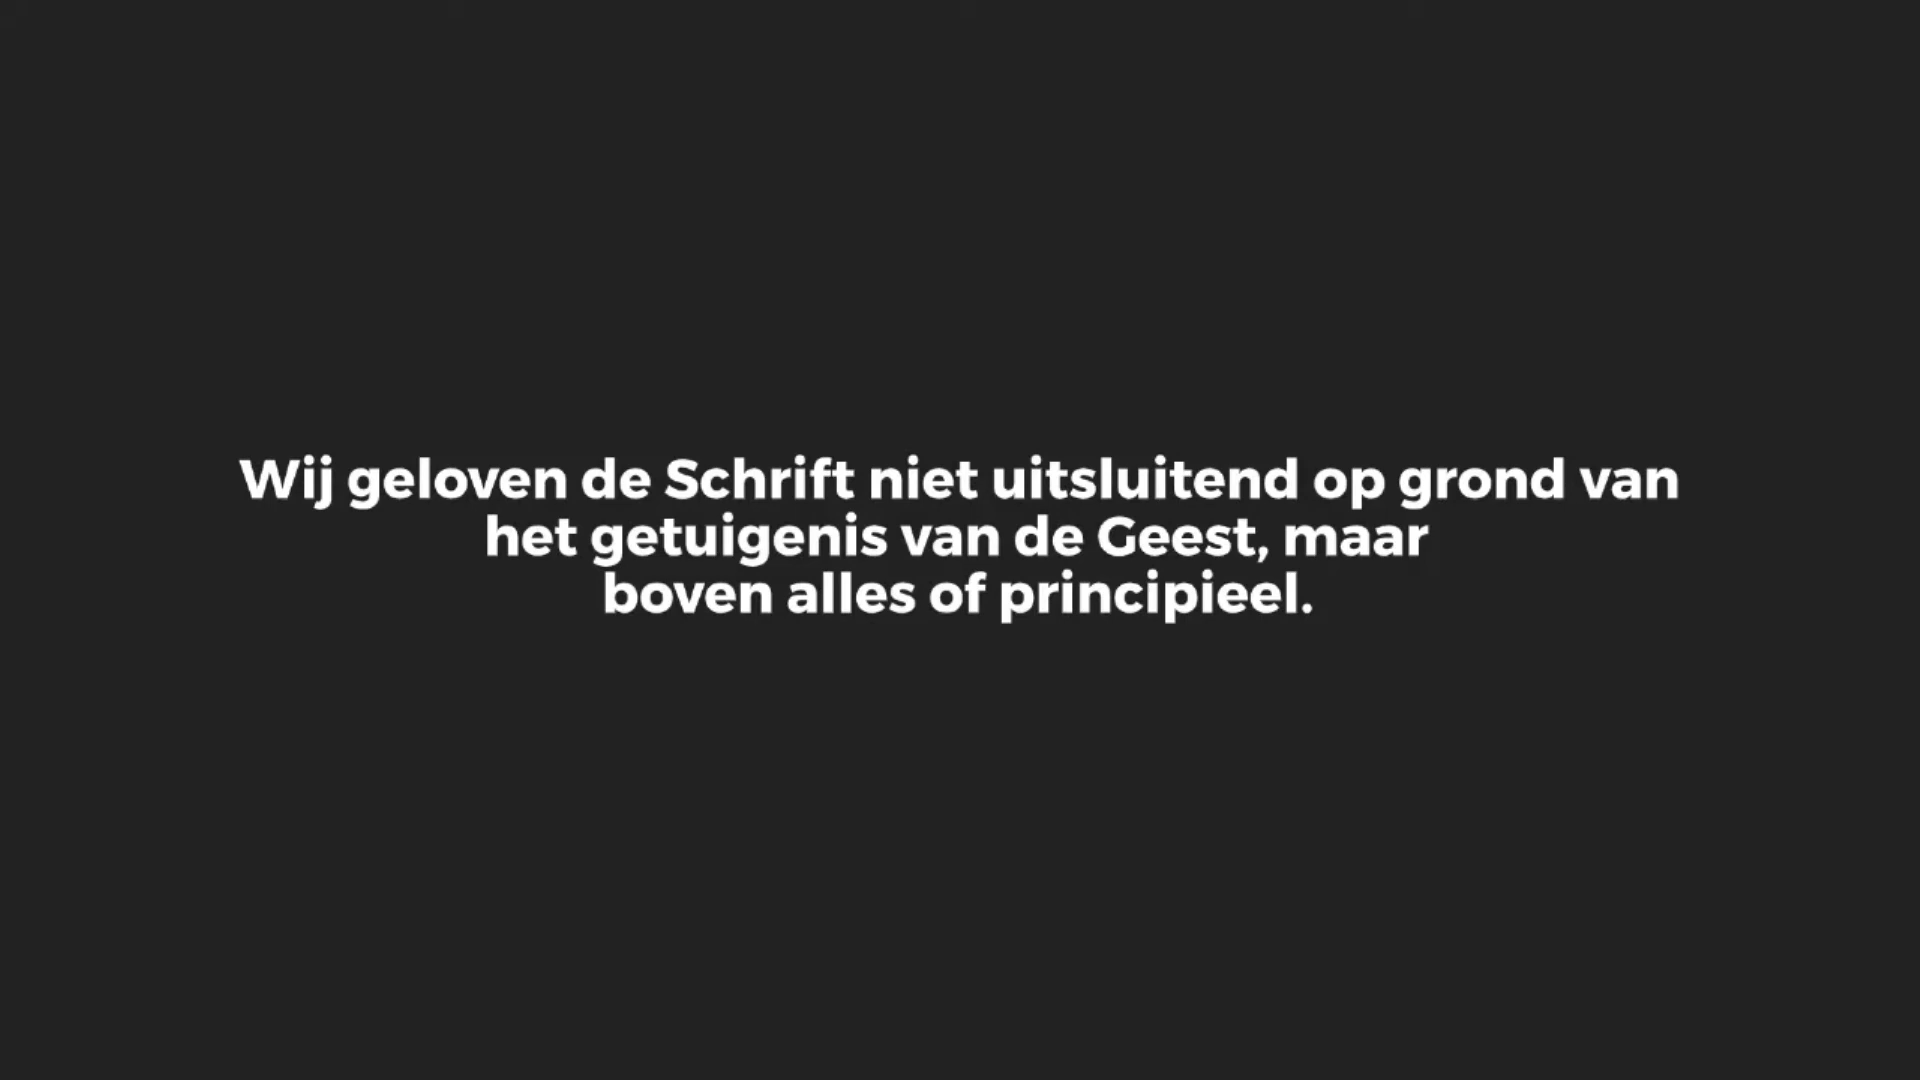 Wij geloven de Schrift niet uitsluitend op grond van
het getuigenis van de Geest, maar
boven alles of principieel.